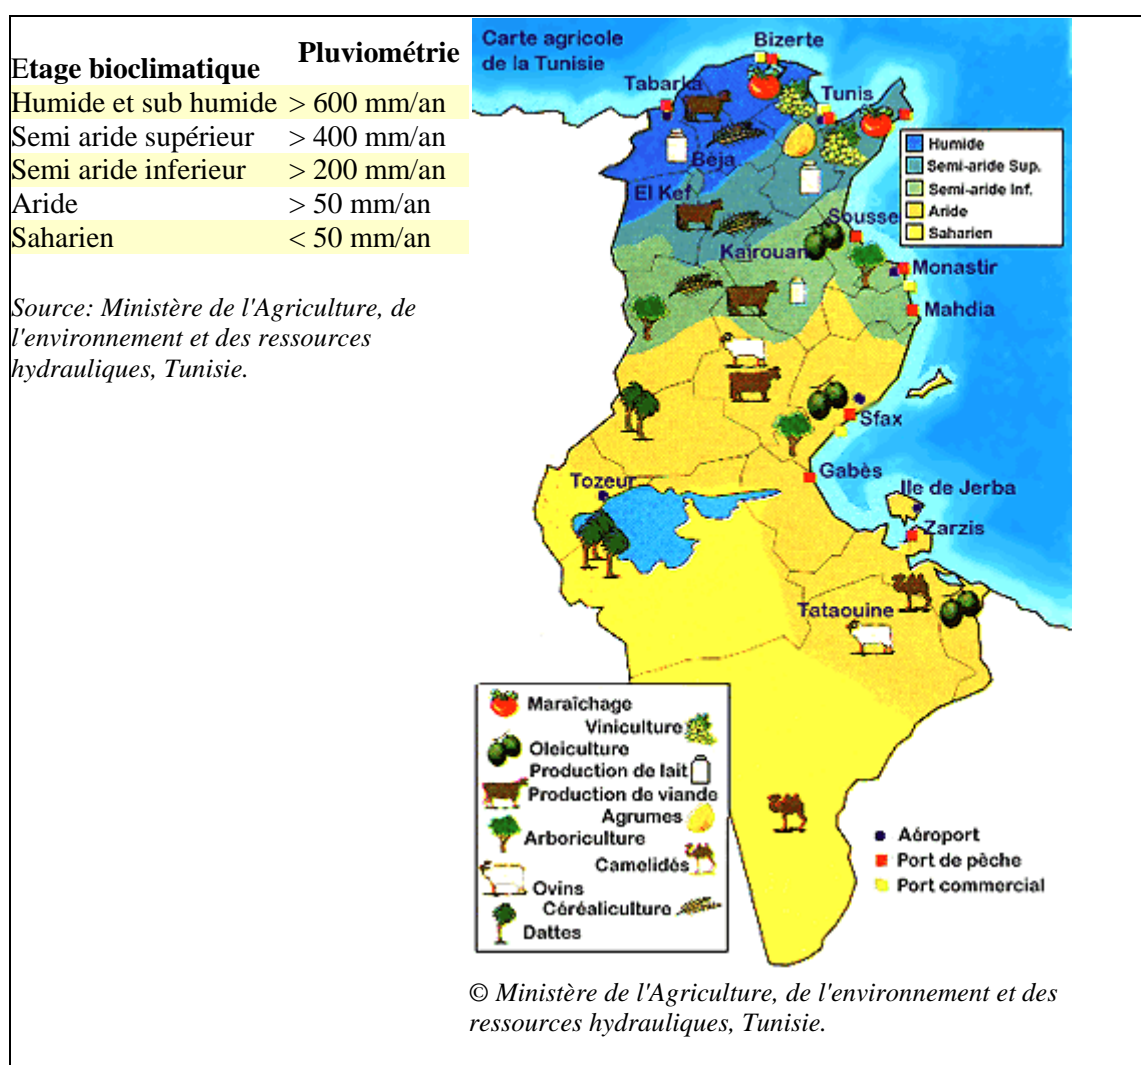 Etage bioclimatique Pluviométrie
Humide et sub humide > 600 mm/an
Semi aride supérieur > 400 mm/an
Semi aride inferieur > 200 mm/an
Aride > 50 mm/an
Saharien < 50 mm/an
Source: Ministère de l'Agriculture, de
l'environnement et des ressources
hydrauliques, Tunisie.
Carte agricole
de la Tunisie
Bizerte
Tabarka
Tunis
Béja
El Kef
Sousse
Kairouan
Monastir
Mahdia
Sfax
Gabès
Tozeur
Ile de Jerba
Zarzis
Tataouine
Humide
Semi-aride Sup.
Semi-aride Inf.
Aride
Saharien
Maraîchage
Viniculture
Oleiculture
Production de lait
Production de viande
Agrumes
Arboriculture
Camelidés
Ovins
Céréaliculture
Dattes
Aéroport
Port de pêche
Port commercial
© Ministère de l'Agriculture, de l'environnement et des
ressources hydrauliques, Tunisie.